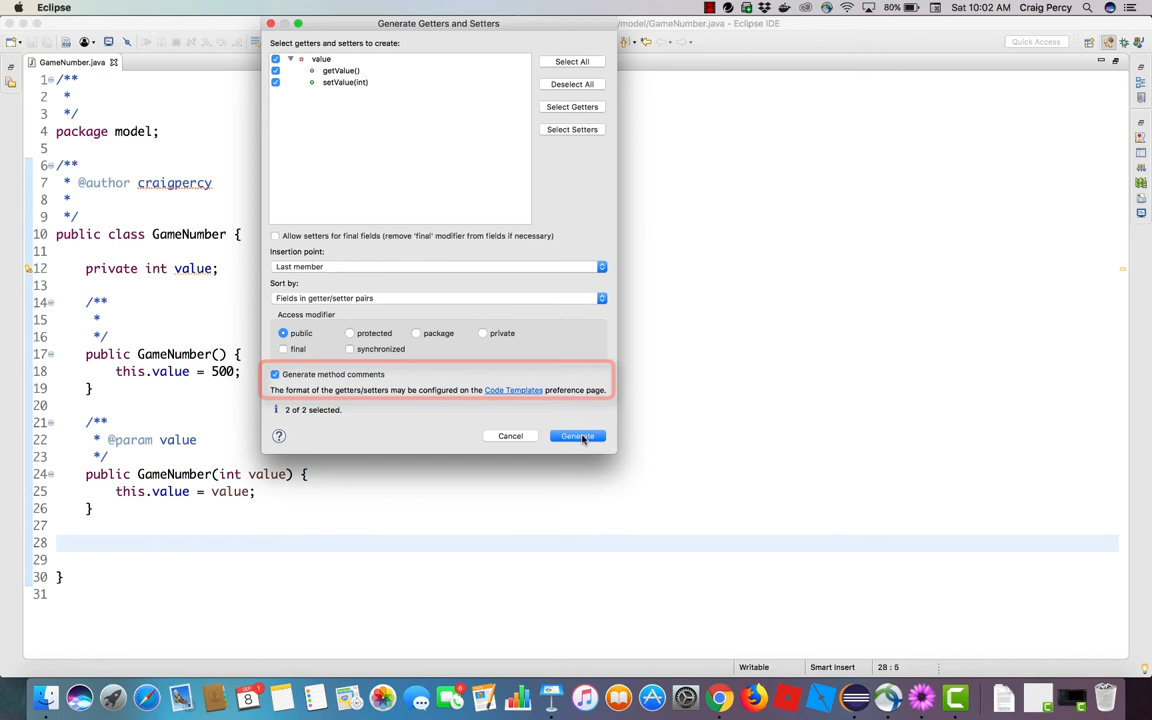 Eclipse
80%
Sat 10:02 AM
Craig Percy
Generate Getters and Setters
/model/GameNumber.java - Eclipse IDE
Quick Access
GameNumber.java
Select getters and setters to create:
value
getValue()
setValue(int)
Select All
Deselect All
Select Getters
Select Setters
Allow setters for final fields (remove 'final' modifier from fields if necessary)
Insertion point:
Last member
Sort by:
Fields in getter/setter pairs
Access modifier
public
protected
package
private
final
synchronized
Generate method comments
The format of the getters/setters may be configured on the Code Templates preference page.
2 of 2 selected.
Cancel
Generate
1 /**
2 *
3 */
4 package model;
5
6 /**
7 * @author craigpercy
8 *
9 */
10 public class GameNumber {
11
12 private int value;
13
14 /**
15 *
16 */
17 public GameNumber() {
18 this.value = 500;
19 }
20
21 /**
22 * @param value
23 */
24 public GameNumber(int value) {
25 this.value = value;
26 }
27
28
29
30 }
31
Writable
Smart Insert
28 : 5